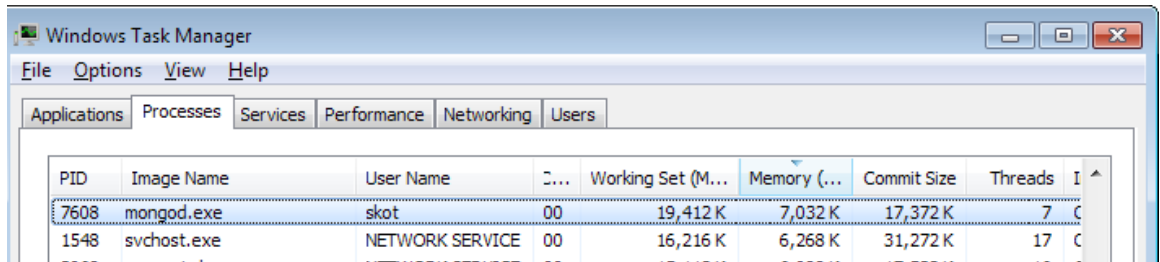 Windows Task Manager
File Options View Help
Applications Processes Services Performance Networking Users
PID Image Name User Name C... Working Set (M... Memory (... Commit Size Threads
7608 mongod.exe skot 00 19,412 K 7,032 K 17,372 K 7
1548 svchost.exe NETWORK SERVICE 00 16,216 K 6,268 K 31,272 K 17